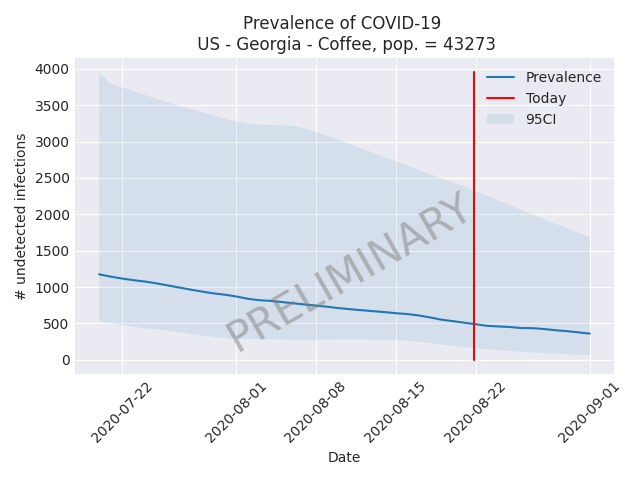 Prevalence of COVID-19
US - Georgia - Coffee, pop. = 43273
Prevalence
Today
95CI
4000
3500
3000
2500
2000
1500
1000
500
0
# undetected infections
PRELIMINARY
2020-07-22
2020-08-01
2020-08-08
2020-08-15
2020-08-22
2020-09-01
Date